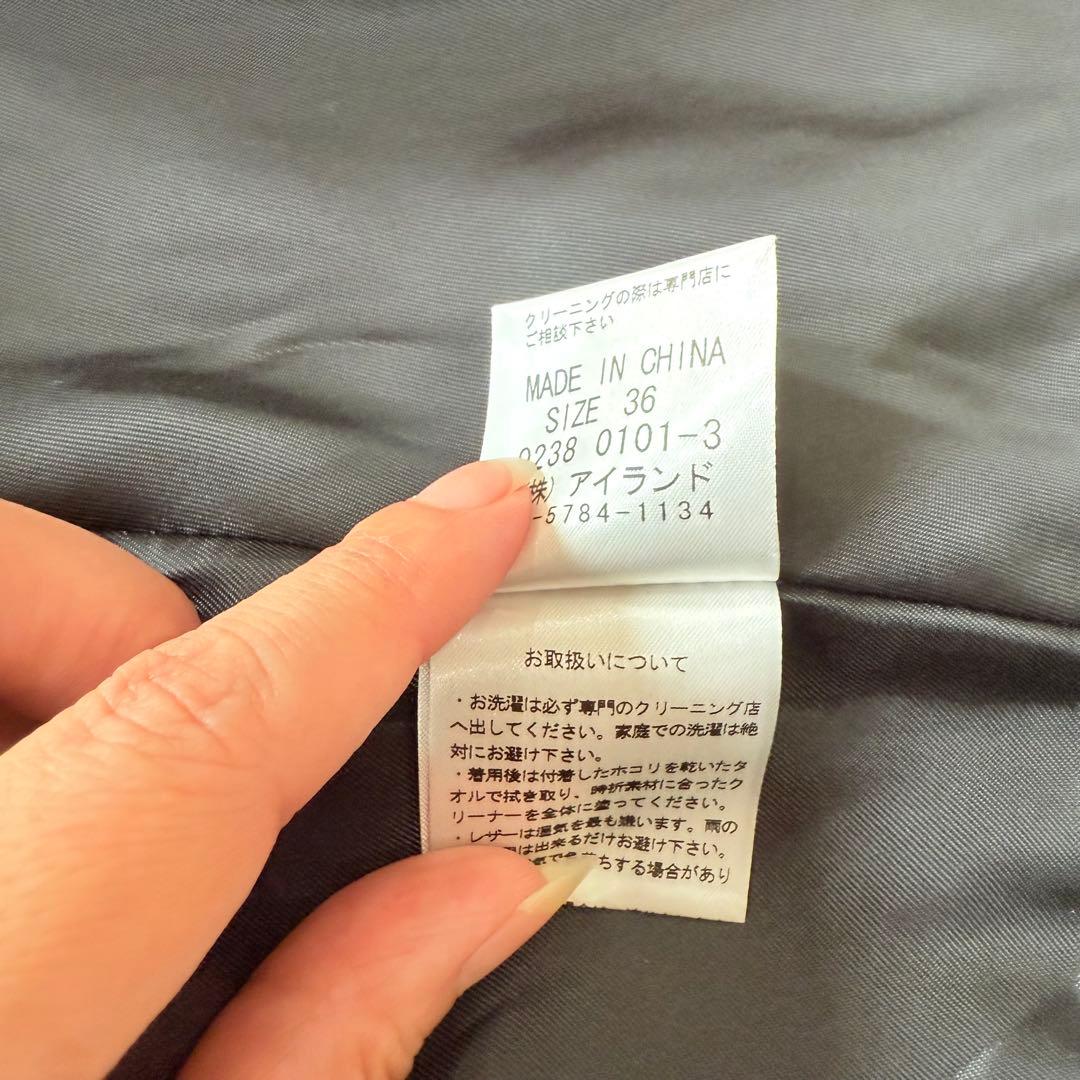 クリーニングの際は専門店に
ご相談下さい
MADE IN CHINA
SIZE 36
238 0101-3
株) アイランド
-5784-1134
お取扱いについて
・お洗濯は必ず専門のクリーニング店
へ出してください。家庭での洗濯は絶
対にお避け下さい。
・着用後は付着したホコリを乾いたタ
オルで拭き取り、時折素材に合ったク
リーナーを全体に塗ってください。
・レザーは湿気を最も嫌います。雨の
は出来るだけお避け下さい。
気で色落ちする場合があり